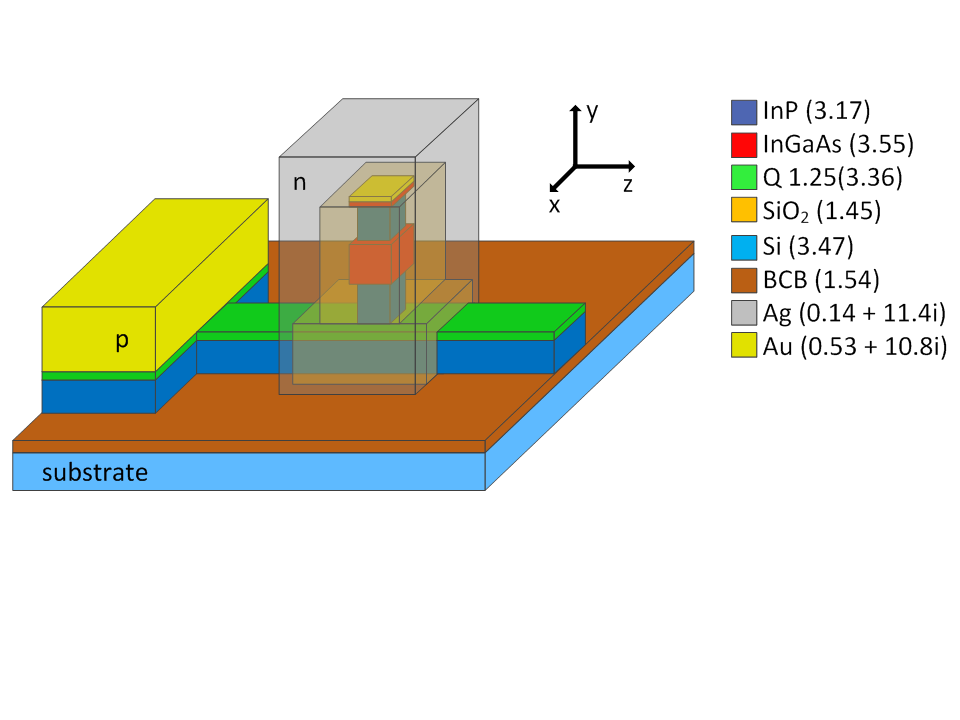 n
p
substrate
y
z
x
InP (3.17)
InGaAs (3.55)
Q 1.25(3.36)
SiO₂ (1.45)
Si (3.47)
BCB (1.54)
Ag (0.14 + 11.4i)
Au (0.53 + 10.8i)